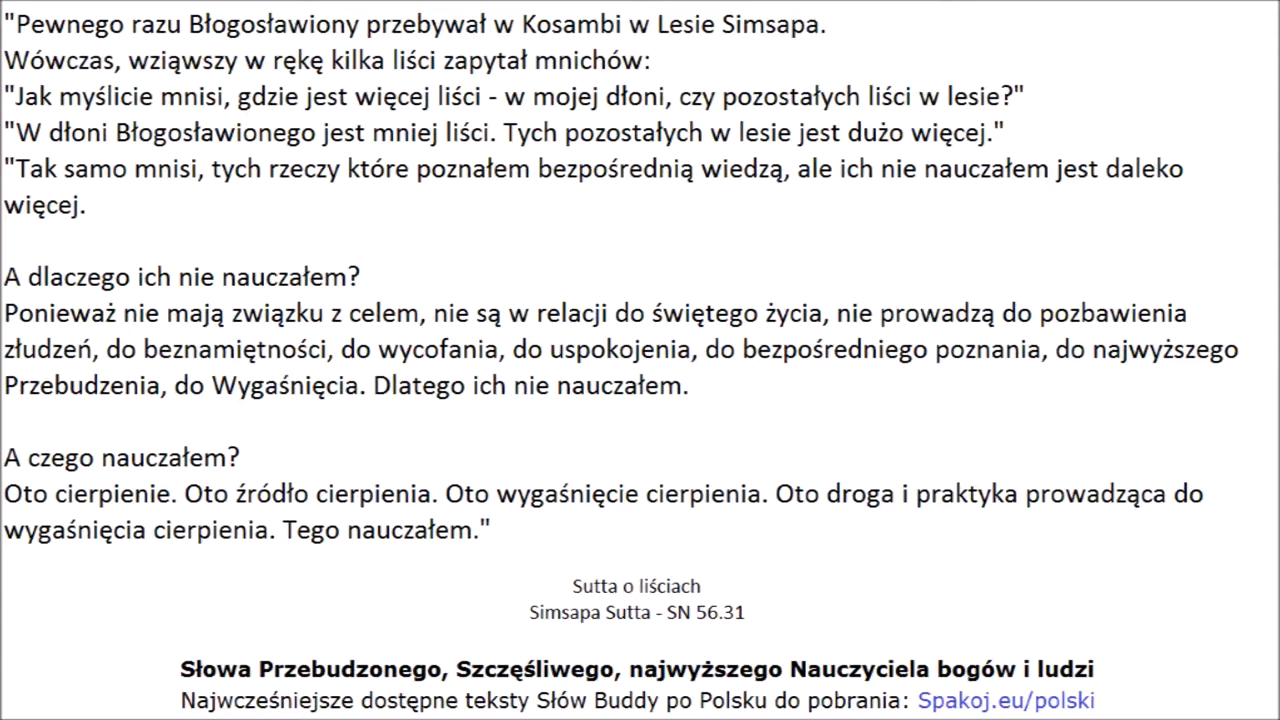 "Pewnego razu Błogosławiony przebywał w Kosambi w Lesie Simsapa.
Wówczas, wziąwszy w rękę kilka liści zapytał mnichów:
"Jak myślicie mnisi, gdzie jest więcej liści - w mojej dłoni, czy pozostałych liści w lesie?"
"W dłoni Błogosławionego jest mniej liści. Tych pozostałych w lesie jest dużo więcej."
"Tak samo mnisi, tych rzeczy które poznałem bezpośrednią wiedzą, ale ich nie nauczałem jest daleko
więcej.
A dlaczego ich nie nauczałem?
Ponieważ nie mają związku z celem, nie są w relacji do świętego życia, nie prowadzą do pozbawienia
złudzeń, do beznamiętności, do wycofania, do uspokojenia, do bezpośredniego poznania, do najwyższego
Przebudzenia, do Wygaśnięcia. Dlatego ich nie nauczałem.
A czego nauczałem?
Oto cierpienie. Oto źródło cierpienia. Oto wygaśnięcie cierpienia. Oto droga i praktyka prowadząca do
wygaśnięcia cierpienia. Tego nauczałem."
Sutta o liściach
Simsapa Sutta - SN 56.31
Słowa Przebudzonego, Szczęśliwego, najwyższego Nauczyciela bogów i ludzi
Najwcześniejsze dostępne teksty Słów Buddy po Polsku do pobrania: Spakoj.eu/polski